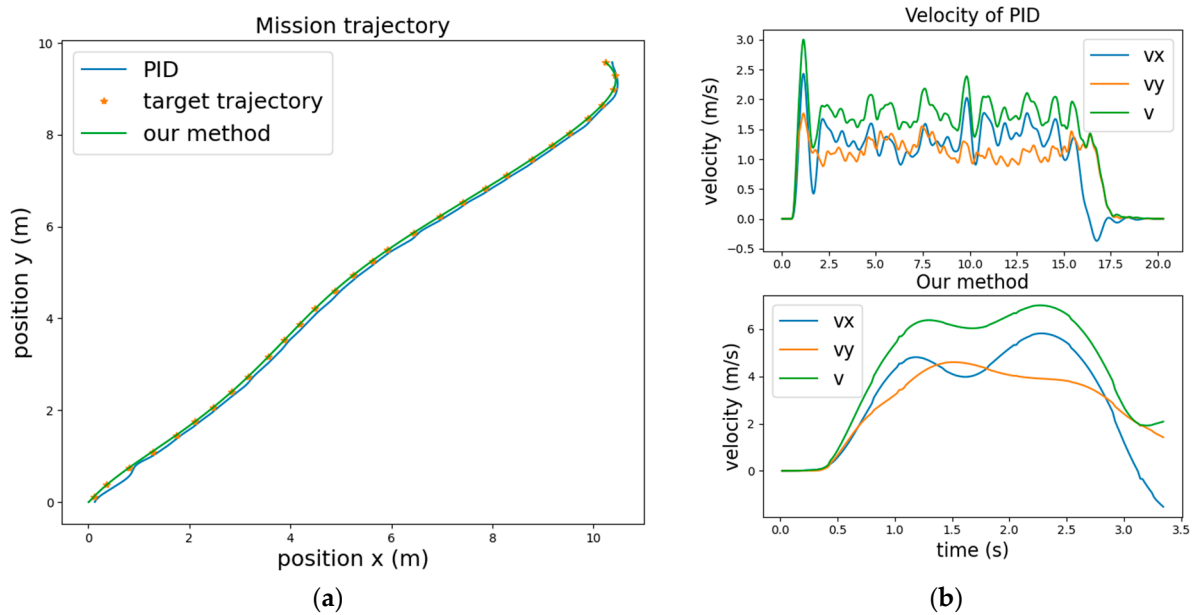 Mission trajectory
PID
target trajectory
our method
10
8
6
4
2
0
position y (m)
0 2 4 6 8 10
position x (m)
(a)
Velocity of PID
vx
vy
v
3.0
2.5
2.0
1.5
1.0
0.5
0.0
−0.5
velocity (m/s)
0.0 2.5 5.0 7.5 10.0 12.5 15.0 17.5 20.0
Our method
vx
vy
v
6
4
2
0
velocity (m/s)
0.0 0.5 1.0 1.5 2.0 2.5 3.0 3.5
time (s)
(b)